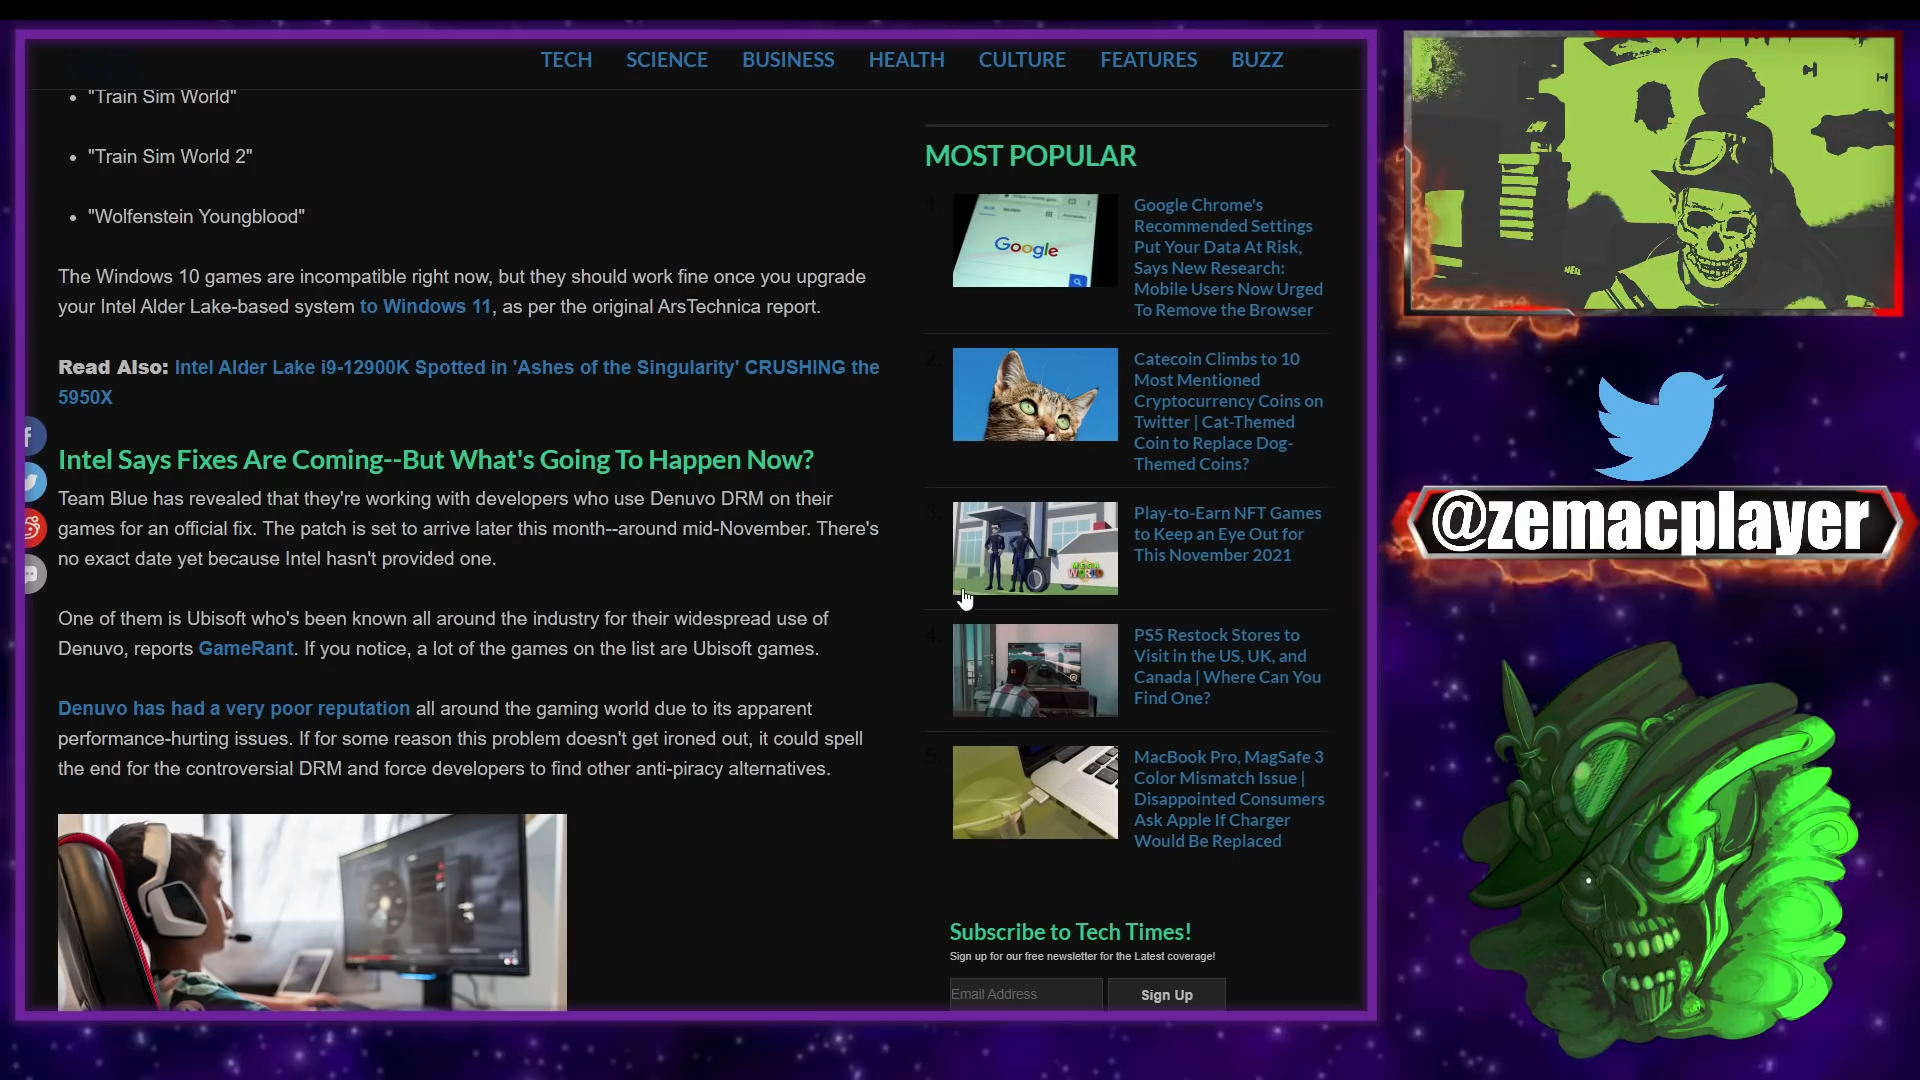 TECH SCIENCE BUSINESS HEALTH CULTURE FEATURES BUZZ
• "Train Sim World"
• "Train Sim World 2"
• "Wolfenstein Youngblood"
The Windows 10 games are incompatible right now, but they should work fine once you upgrade
your Intel Alder Lake-based system to Windows 11, as per the original ArsTechnica report.
Read Also: Intel Alder Lake i9-12900K Spotted in 'Ashes of the Singularity' CRUSHING the
5950X
Intel Says Fixes Are Coming--But What's Going To Happen Now?
Team Blue has revealed that they're working with developers who use Denuvo DRM on their
games for an official fix. The patch is set to arrive later this month--around mid-November. There's
no exact date yet because Intel hasn't provided one.
One of them is Ubisoft who's been known all around the industry for their widespread use of
Denuvo, reports GameRant. If you notice, a lot of the games on the list are Ubisoft games.
Denuvo has had a very poor reputation all around the gaming world due to its apparent
performance-hurting issues. If for some reason this problem doesn't get ironed out, it could spell
the end for the controversial DRM and force developers to find other anti-piracy alternatives.
MOST POPULAR
1.
Google
Google Chrome's
Recommended Settings
Put Your Data At Risk,
Says New Research:
Mobile Users Now Urged
To Remove the Browser
2.
Catecoin Climbs to 10
Most Mentioned
Cryptocurrency Coins on
Twitter | Cat-Themed
Coin to Replace Dog-
Themed Coins?
3.
Play-to-Earn NFT Games
to Keep an Eye Out for
This November 2021
4.
PS5 Restock Stores to
Visit in the US, UK, and
Canada | Where Can You
Find One?
5.
MacBook Pro, MagSafe 3
Color Mismatch Issue |
Disappointed Consumers
Ask Apple If Charger
Would Be Replaced
Subscribe to Tech Times!
Sign up for our free newsletter for the Latest coverage!
Email Address
Sign Up
@zemacplayer